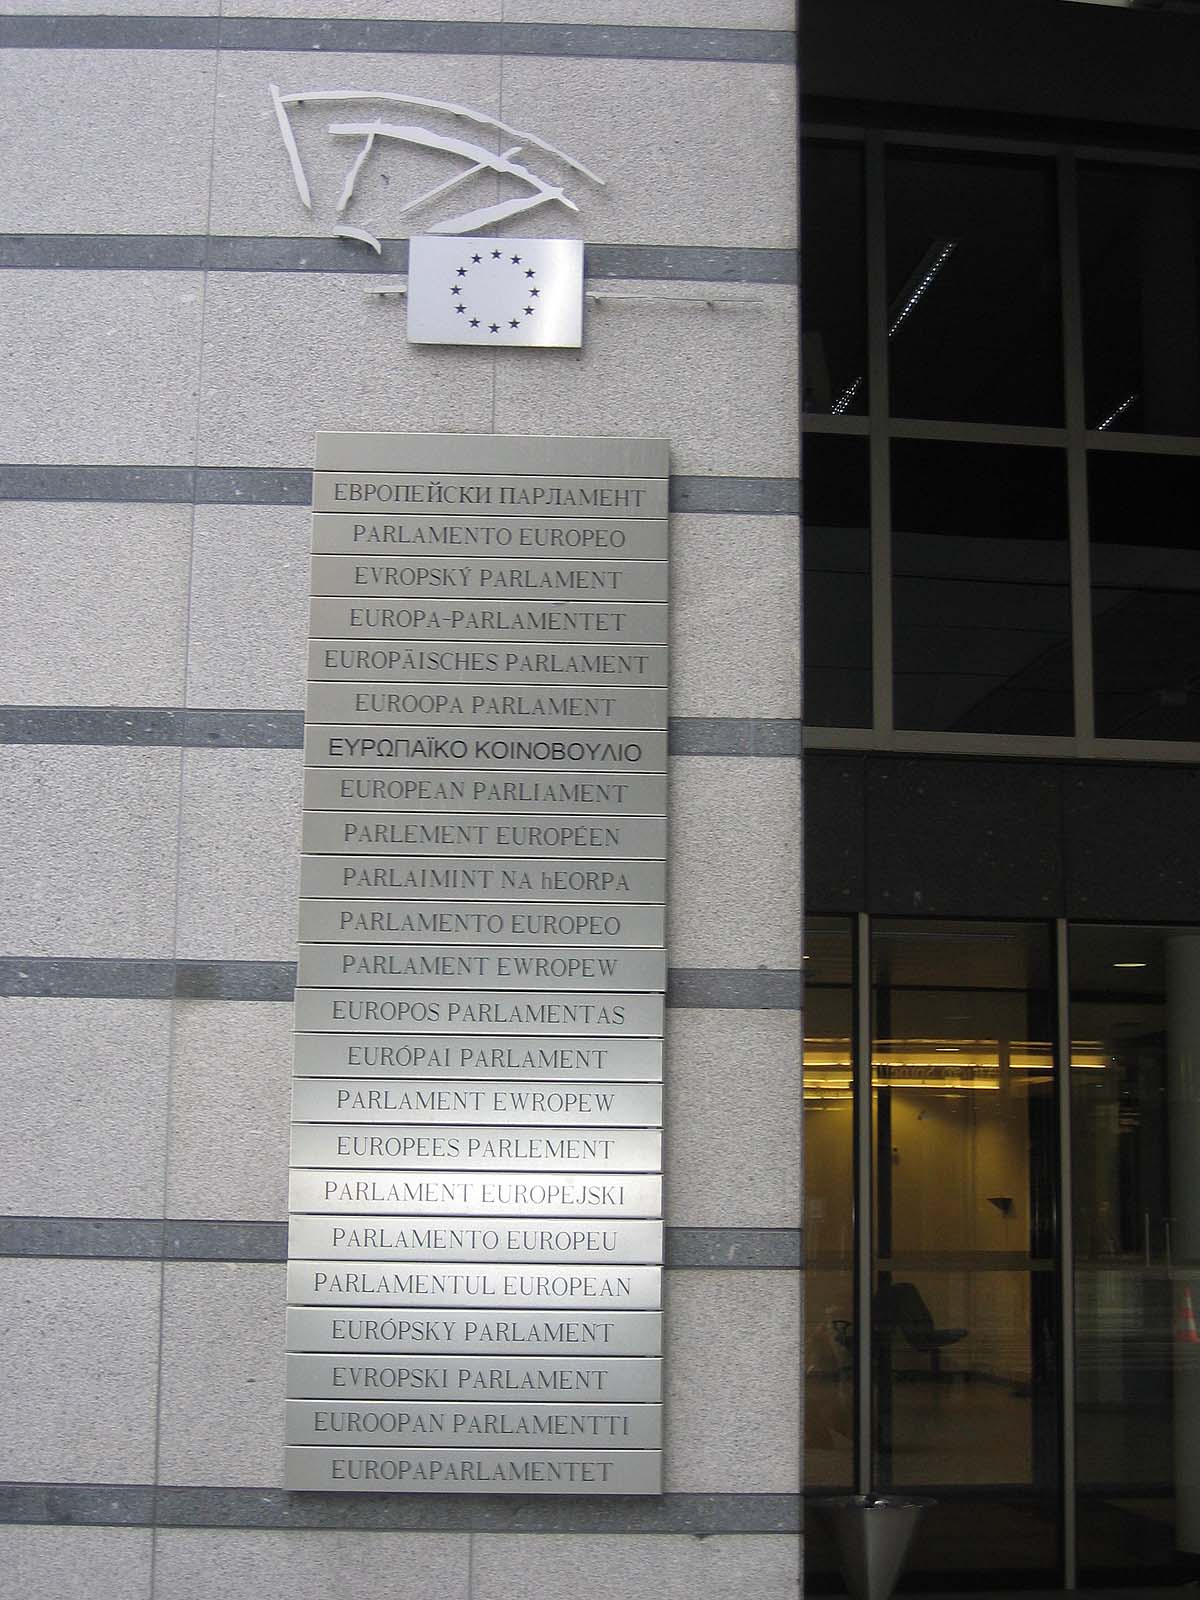 ЕВРОПЕЙСКИ ПАРЛАМЕНТ
PARLAMENTO EUROPEO
EVROPSKÝ PARLAMENT
EUROPA-PARLAMENTET
EUROPÄISCHES PARLAMENT
EUROOPA PARLAMENT
ΕΥΡΩΠΑΪΚΟ ΚΟΙΝΟΒΟΥΛΙΟ
EUROPEAN PARLIAMENT
PARLEMENT EUROPÉEN
PARLAIMINT NA hEORPA
PARLAMENTO EUROPEO
PARLAMENT EWROPEW
EUROPOS PARLAMENTAS
EURÓPAI PARLAMENT
PARLAMENT EWROPEW
EUROPEES PARLEMENT
PARLAMENT EUROPEJSKI
PARLAMENTO EUROPEU
PARLAMENTUL EUROPEAN
EURÓPSKY PARLAMENT
EVROPSKI PARLAMENT
EUROOPAN PARLAMENTTI
EUROPAPARLAMENTET